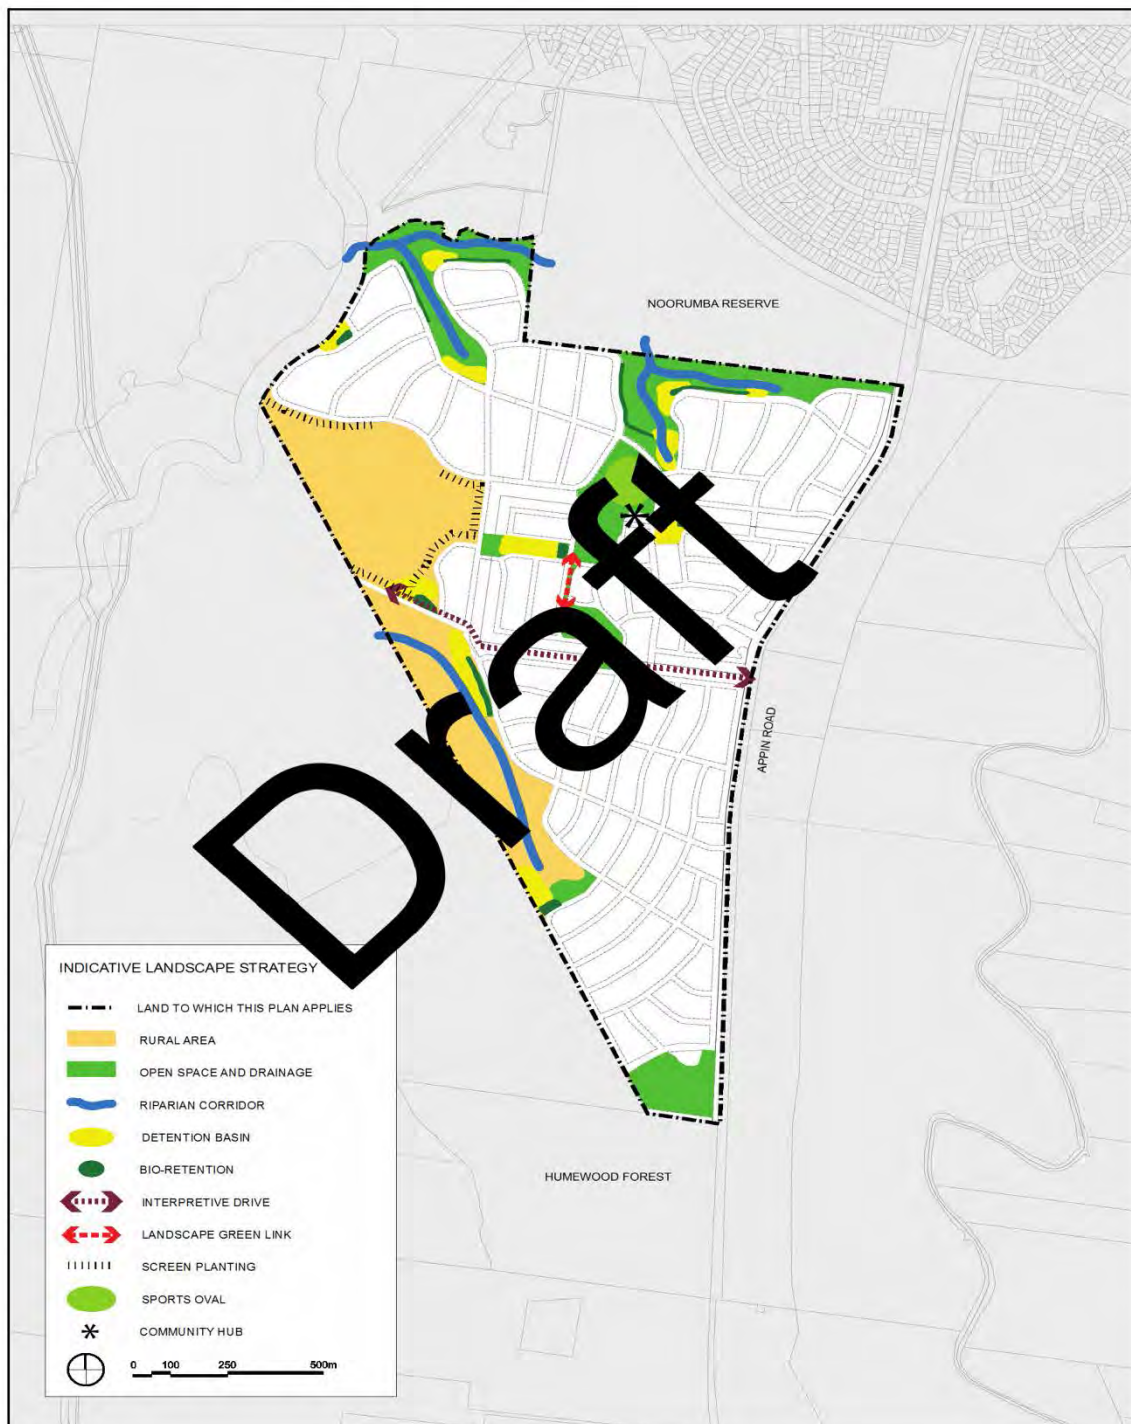 NOORUMBA RESERVE
Draft
APPIN ROAD
INDICATIVE LANDSCAPE STRATEGY
LAND TO WHICH THIS PLAN APPLIES
RURAL AREA
OPEN SPACE AND DRAINAGE
RIPARIAN CORRIDOR
DETENTION BASIN
BIO-RETENTION
INTERPRETIVE DRIVE
LANDSCAPE GREEN LINK
SCREEN PLANTING
SPORTS OVAL
COMMUNITY HUB
0 100 250 500m
HUMEWOOD FOREST